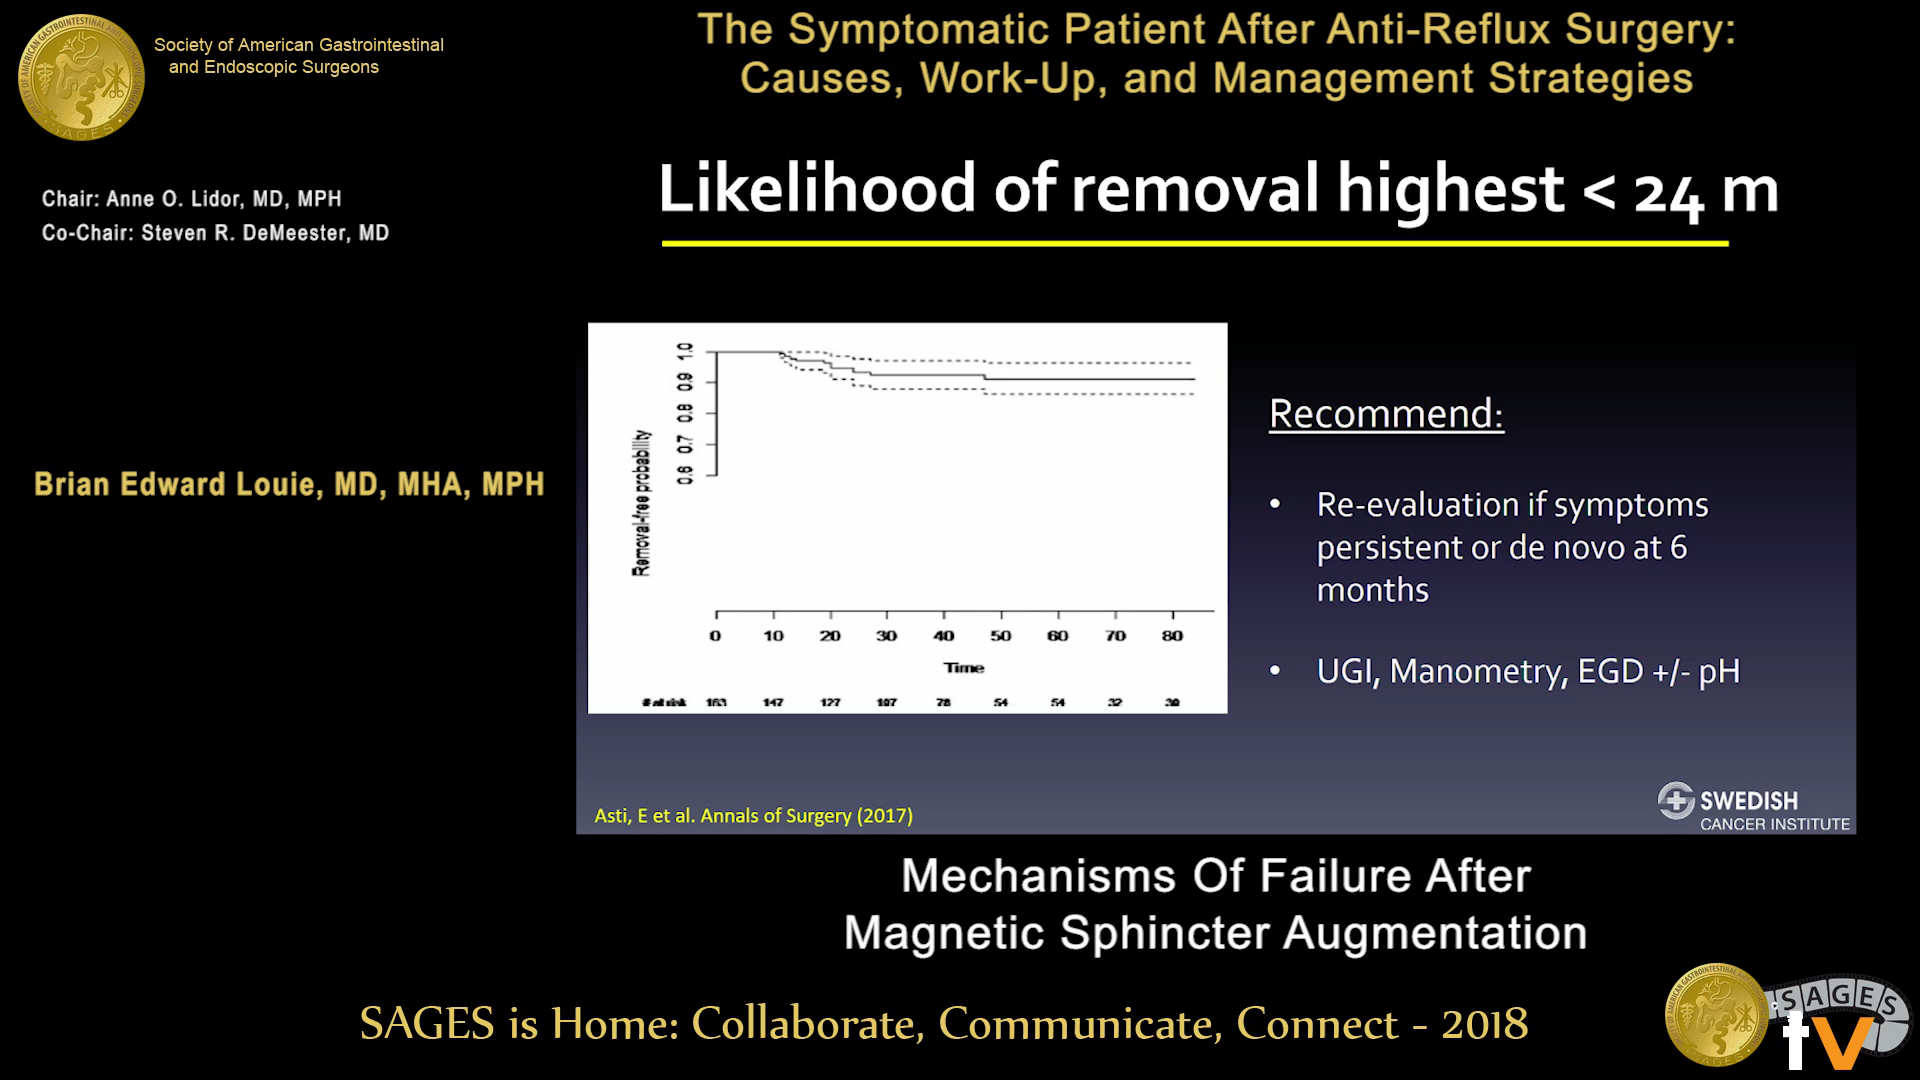 Society of American Gastrointestinal
and Endoscopic Surgeons
The Symptomatic Patient After Anti-Reflux Surgery:
Causes, Work-Up, and Management Strategies
Chair: Anne O. Lidor, MD, MPH
Co-Chair: Steven R. DeMeester, MD
Likelihood of removal highest < 24 m
Brian Edward Louie, MD, MHA, MPH
Removal-free probability
1.0
0.9
0.8
0.7
0.6
0 10 20 30 40 50 60 70 80
Time
# at risk 163 147 127 107 78 54 54 32
Recommend:
• Re-evaluation if symptoms
persistent or de novo at 6
months
• UGI, Manometry, EGD +/- pH
Asti, E et al. Annals of Surgery (2017)
SWEDISH
CANCER INSTITUTE
Mechanisms Of Failure After
Magnetic Sphincter Augmentation
SAGES is Home: Collaborate, Communicate, Connect - 2018
SAGES
tv